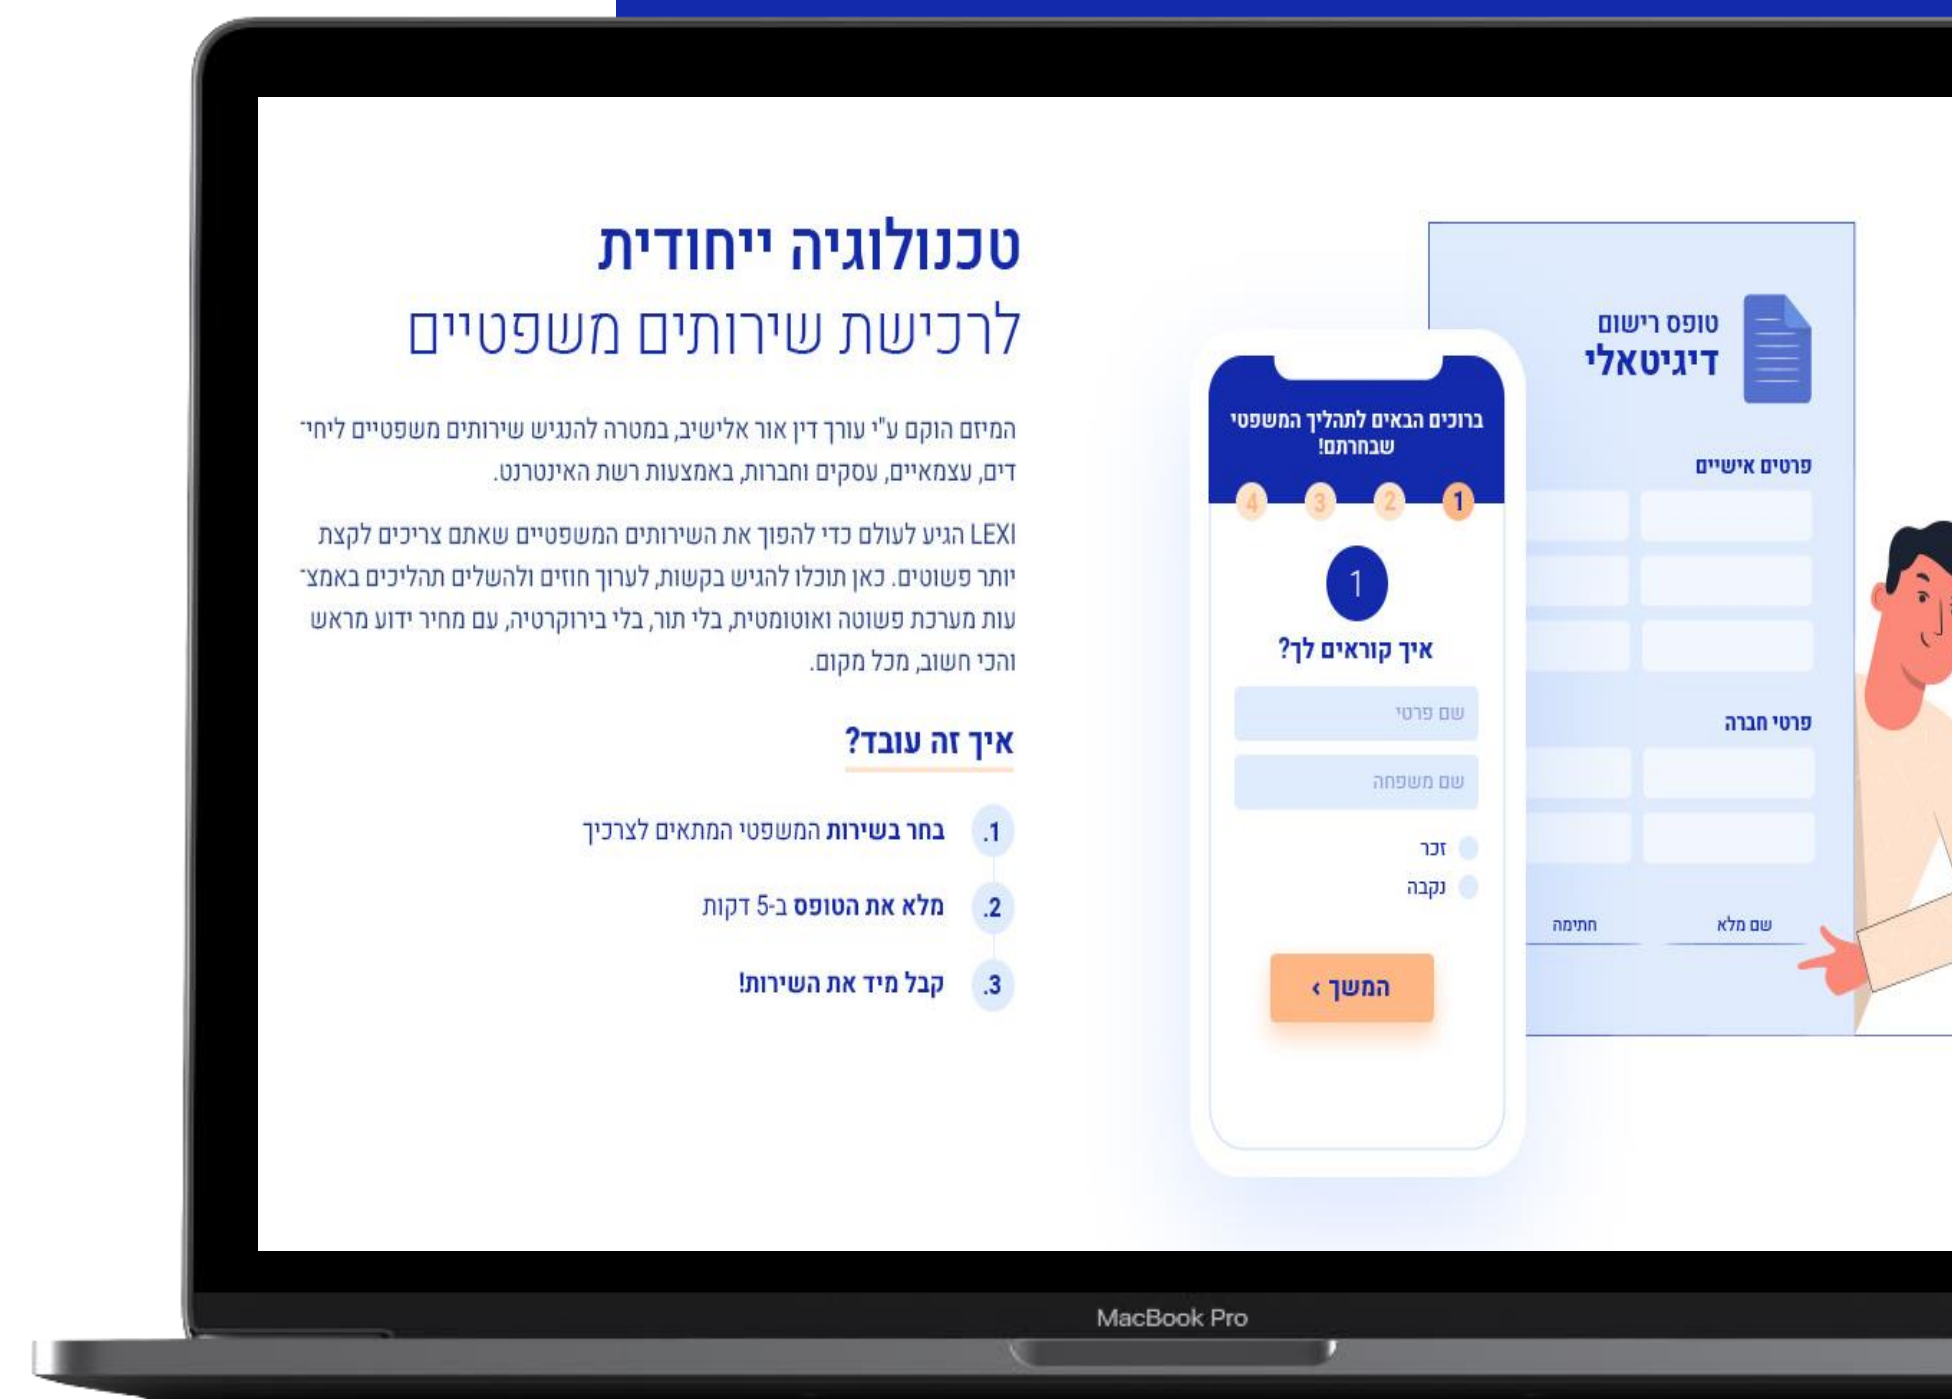 טופס רישום
דיגיטאלי
פרטים אישיים
פרטי חברה
שם מלא
חתימה
ברוכים הבאים לתהליך המשפטי
שבחרתם!
1 2 3 4
1
איך קוראים לך?
שם פרטי
שם משפחה
זכר
נקבה
המשך ›
טכנולוגיה ייחודית
לרכישת שירותים משפטיים
המיזם הוקם ע"י עורך דין אור אלישיב, במטרה להנגיש שירותים משפטיים ליחי־
דים, עצמאיים, עסקים וחברות, באמצעות רשת האינטרנט.
LEXI הגיע לעולם כדי להפוך את השירותים המשפטיים שאתם צריכים לקצת
יותר פשוטים. כאן תוכלו להגיש בקשות, לערוך חוזים ולהשלים תהליכים באמצ־
עות מערכת פשוטה ואוטומטית, בלי תור, בלי בירוקרטיה, עם מחיר ידוע מראש
והכי חשוב, מכל מקום.
איך זה עובד?
1. בחר בשירות המשפטי המתאים לצרכיך
2. מלא את הטופס ב-5 דקות
3. קבל מיד את השירות!
MacBook Pro